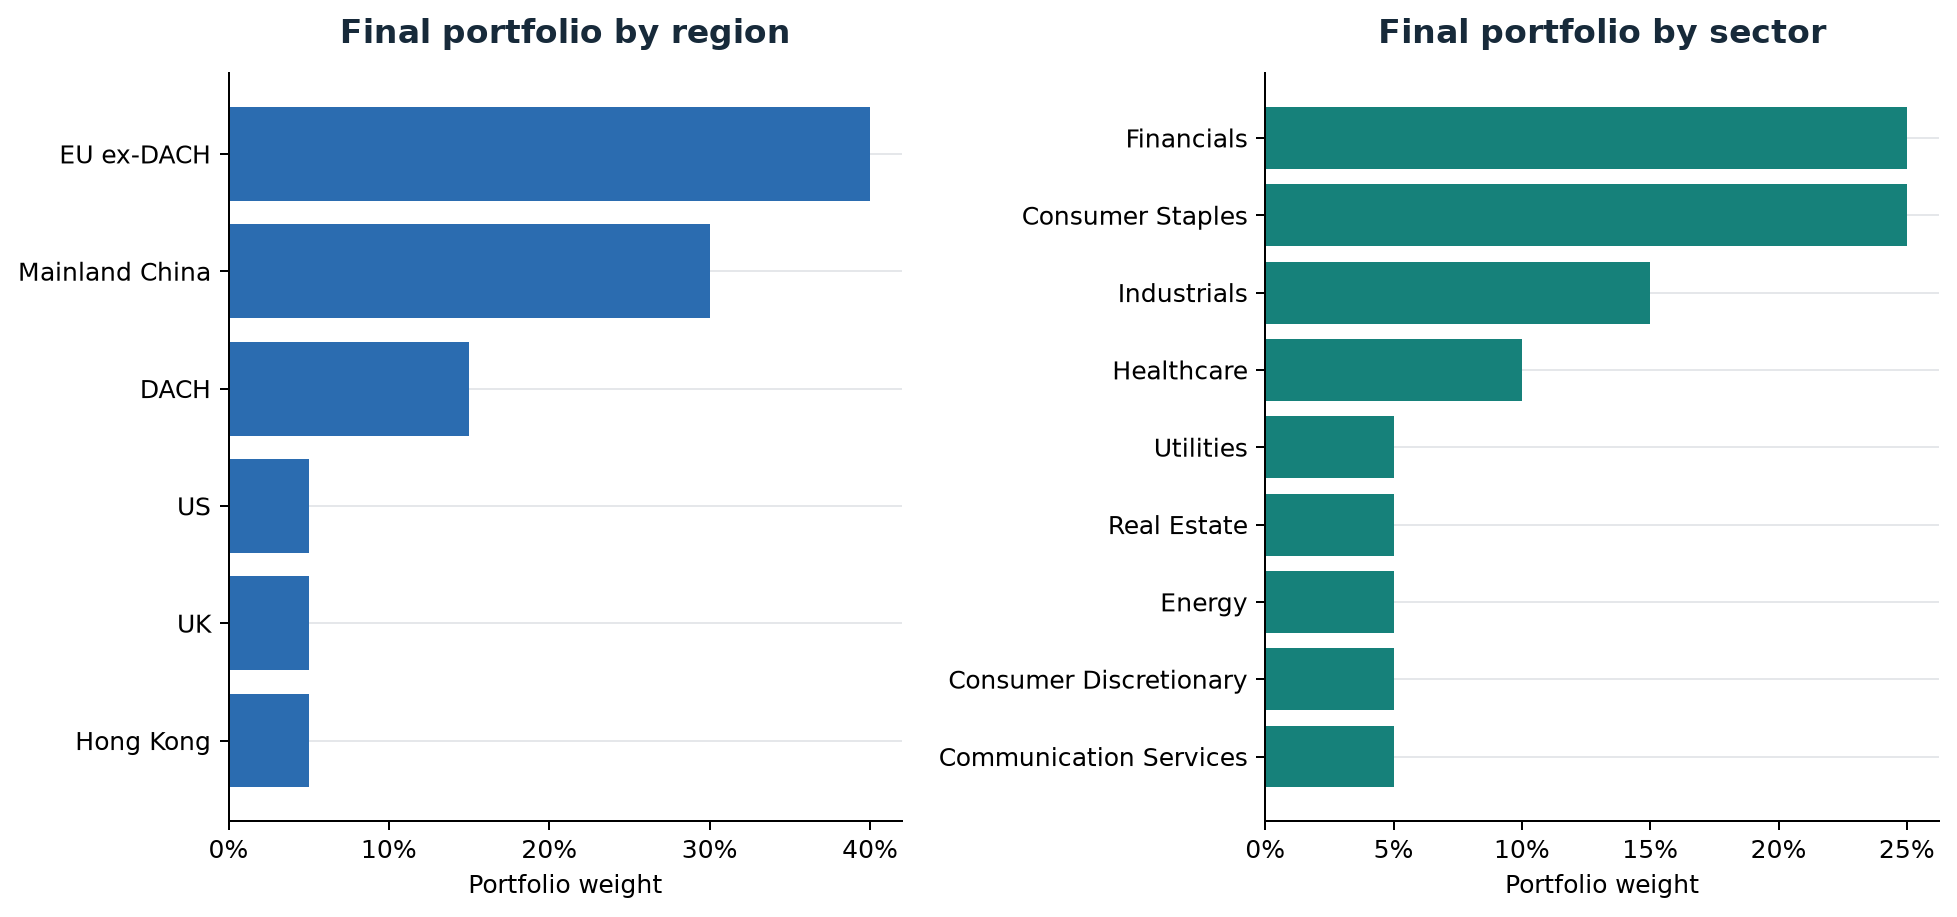 Final portfolio by region
EU ex-DACH
Mainland China
DACH
US
UK
Hong Kong
0% 10% 20% 30% 40%
Portfolio weight
Final portfolio by sector
Financials
Consumer Staples
Industrials
Healthcare
Utilities
Real Estate
Energy
Consumer Discretionary
Communication Services
0% 5% 10% 15% 20% 25%
Portfolio weight